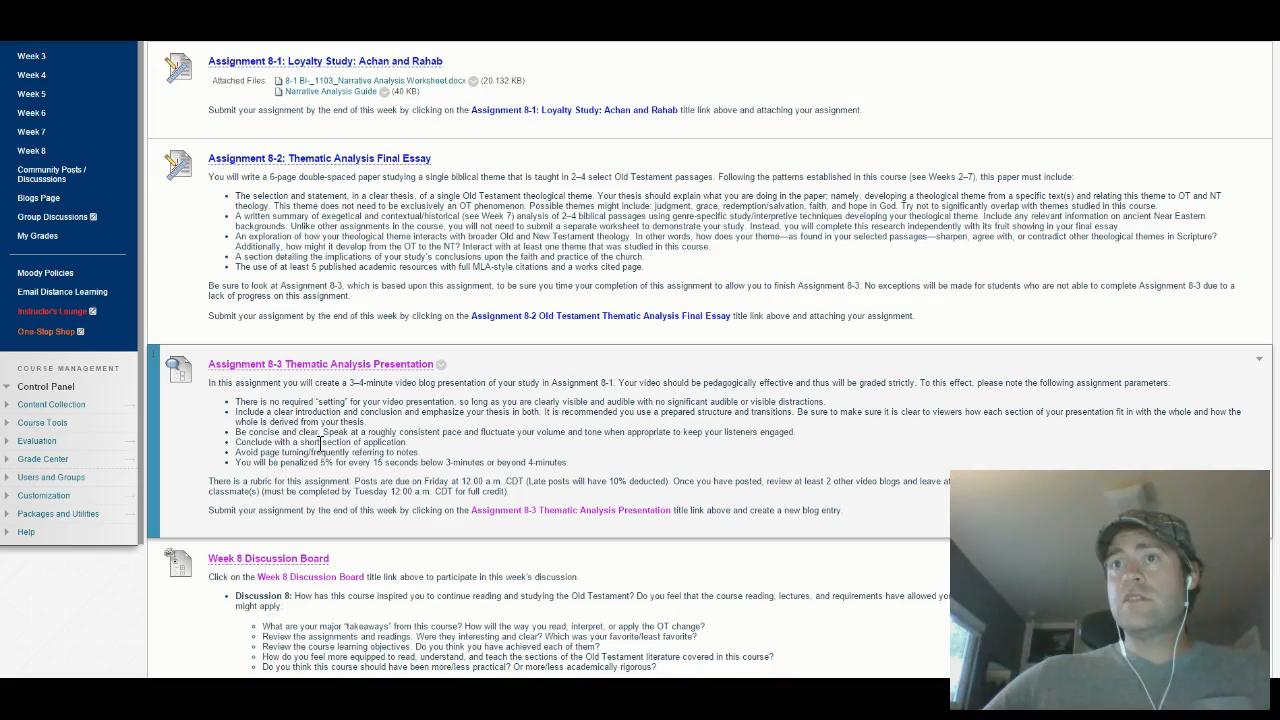 Week 3
Week 4
Week 5
Week 6
Week 7
Week 8
Community Posts /
Discusssions
Blogs Page
Group Discussions
My Grades
Moody Policies
Email Distance Learning
Instructor's Lounge
One-Stop Shop
COURSE MANAGEMENT
Control Panel
Content Collection
Course Tools
Evaluation
Grade Center
Users and Groups
Customization
Packages and Utilities
Help
Assignment 8-1: Loyalty Study: Achan and Rahab
Attached Files: 8-1 BI-_1103_Narrative Analysis Worksheet.docx (20.132 KB)
Narrative Analysis Guide (40 KB)
Submit your assignment by the end of this week by clicking on the Assignment 8-1: Loyalty Study: Achan and Rahab title link above and attaching your assignment.
Assignment 8-2: Thematic Analysis Final Essay
You will write a 6-page double-spaced paper studying a single biblical theme that is taught in 2–4 select Old Testament passages. Following the patterns established in this course (see Weeks 2–7), this paper must include:
The selection and statement, in a clear thesis, of a single Old Testament theological theme. Your thesis should explain what you are doing in the paper; namely, developing a theological theme from a specific text(s) and relating this theme to OT and NT
theology. This theme does not need to be exclusively an OT phenomenon. Possible themes might include: judgment, grace, redemption/salvation, faith, and hope in God. Try not to significantly overlap with themes studied in this course.
A written summary of exegetical and contextual/historical (see Week 7) analysis of 2–4 biblical passages using genre-specific study/interpretive techniques developing your theological theme. Include any relevant information on ancient Near Eastern
backgrounds. Unlike other assignments in the course, you will not need to submit a separate worksheet to demonstrate your study. Instead, you will complete this research independently with its fruit showing in your final essay.
An exploration of how your theological theme interacts with broader Old and New Testament theology. In other words, how does your theme—as found in your selected passages—sharpen, agree with, or contradict other theological themes in Scripture?
Additionally, how might it develop from the OT to the NT? Interact with at least one theme that was studied in this course.
A section detailing the implications of your study's conclusions upon the faith and practice of the church.
The use of at least 5 published academic resources with full MLA-style citations and a works cited page.
Be sure to look at Assignment 8-3, which is based upon this assignment, to be sure you time your completion of this assignment to allow you to finish Assignment 8-3. No exceptions will be made for students who are not able to complete Assignment 8-3 due to a
lack of progress on this assignment.
Submit your assignment by the end of this week by clicking on the Assignment 8-2 Old Testament Thematic Analysis Final Essay title link above and attaching your assignment.
Assignment 8-3 Thematic Analysis Presentation
In this assignment you will create a 3–4-minute video blog presentation of your study in Assignment 8-1. Your video should be pedagogically effective and thus will be graded strictly. To this effect, please note the following assignment parameters:
There is no required "setting" for your video presentation, so long as you are clearly visible and audible with no significant audible or visible distractions.
Include a clear introduction and conclusion and emphasize your thesis in both. It is recommended you use a prepared structure and transitions. Be sure to make sure it is clear to viewers how each section of your presentation fit in with the whole and how the
whole is derived from your thesis.
Be concise and clear. Speak at a roughly consistent pace and fluctuate your volume and tone when appropriate to keep your listeners engaged.
Conclude with a short section of application.
Avoid page turning/frequently referring to notes.
You will be penalized 5% for every 15 seconds below 3-minutes or beyond 4-minutes.
There is a rubric for this assignment. Posts are due on Friday at 12:00 a.m. CDT (Late posts will have 10% deducted). Once you have posted, review at least 2 other video blogs and leave at
classmate(s) (must be completed by Tuesday 12:00 a.m. CDT for full credit).
Submit your assignment by the end of this week by clicking on the Assignment 8-3 Thematic Analysis Presentation title link above and create a new blog entry.
Week 8 Discussion Board
Click on the Week 8 Discussion Board title link above to participate in this week's discussion.
Discussion 8: How has this course inspired you to continue reading and studying the Old Testament? Do you feel that the course reading, lectures, and requirements have allowed you
might apply:
What are your major "takeaways" from this course? How will the way you read, interpret, or apply the OT change?
Review the assignments and readings. Were they interesting and clear? Which was your favorite/least favorite?
Review the course learning objectives. Do you think you have achieved each of them?
How do you feel more equipped to read, understand, and teach the sections of the Old Testament literature covered in this course?
Do you think this course should have been more/less practical? Or more/less academically rigorous?